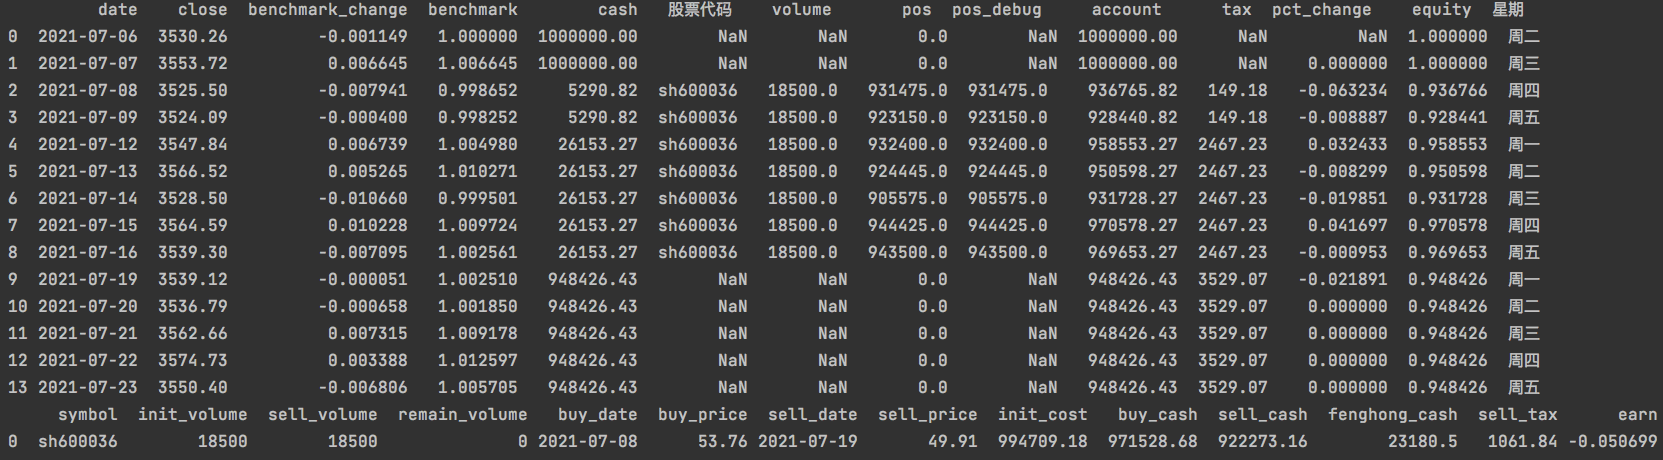 date close benchmark_change benchmark cash 股票代码 volume pos pos_debug account tax pct_change equity 星期
0 2021-07-06 3530.26 -0.001149 1.000000 1000000.00 NaN NaN 0.0 NaN 1000000.00 NaN NaN 1.000000 周二
1 2021-07-07 3553.72 0.006645 1.006645 1000000.00 NaN NaN 0.0 NaN 1000000.00 NaN 0.000000 1.000000 周三
2 2021-07-08 3525.50 -0.007941 0.998652 5290.82 sh600036 18500.0 931475.0 931475.0 936765.82 149.18 -0.063234 0.936766 周四
3 2021-07-09 3524.09 -0.000400 0.998252 5290.82 sh600036 18500.0 923150.0 923150.0 928440.82 149.18 -0.008887 0.928441 周五
4 2021-07-12 3547.84 0.006739 1.004980 26153.27 sh600036 18500.0 932400.0 932400.0 958553.27 2467.23 0.032433 0.958553 周一
5 2021-07-13 3566.52 0.005265 1.010271 26153.27 sh600036 18500.0 924445.0 924445.0 950598.27 2467.23 -0.008299 0.950598 周二
6 2021-07-14 3528.50 -0.010660 0.999501 26153.27 sh600036 18500.0 905575.0 905575.0 931728.27 2467.23 -0.019851 0.931728 周三
7 2021-07-15 3564.59 0.010228 1.009724 26153.27 sh600036 18500.0 944425.0 944425.0 970578.27 2467.23 0.041697 0.970578 周四
8 2021-07-16 3539.30 -0.007095 1.002561 26153.27 sh600036 18500.0 943500.0 943500.0 969653.27 2467.23 -0.000953 0.969653 周五
9 2021-07-19 3539.12 -0.000051 1.002510 948426.43 NaN NaN 0.0 NaN 948426.43 3529.07 -0.021891 0.948426 周一
10 2021-07-20 3536.79 -0.000658 1.001850 948426.43 NaN NaN 0.0 NaN 948426.43 3529.07 0.000000 0.948426 周二
11 2021-07-21 3562.66 0.007315 1.009178 948426.43 NaN NaN 0.0 NaN 948426.43 3529.07 0.000000 0.948426 周三
12 2021-07-22 3574.73 0.003388 1.012597 948426.43 NaN NaN 0.0 NaN 948426.43 3529.07 0.000000 0.948426 周四
13 2021-07-23 3550.40 -0.006806 1.005705 948426.43 NaN NaN 0.0 NaN 948426.43 3529.07 0.000000 0.948426 周五
symbol init_volume sell_volume remain_volume buy_date buy_price sell_date sell_price init_cost buy_cash sell_cash fenghong_cash sell_tax earn
0 sh600036 18500 18500 0 2021-07-08 53.76 2021-07-19 49.91 994709.18 971528.68 922273.16 23180.5 1061.84 -0.050699